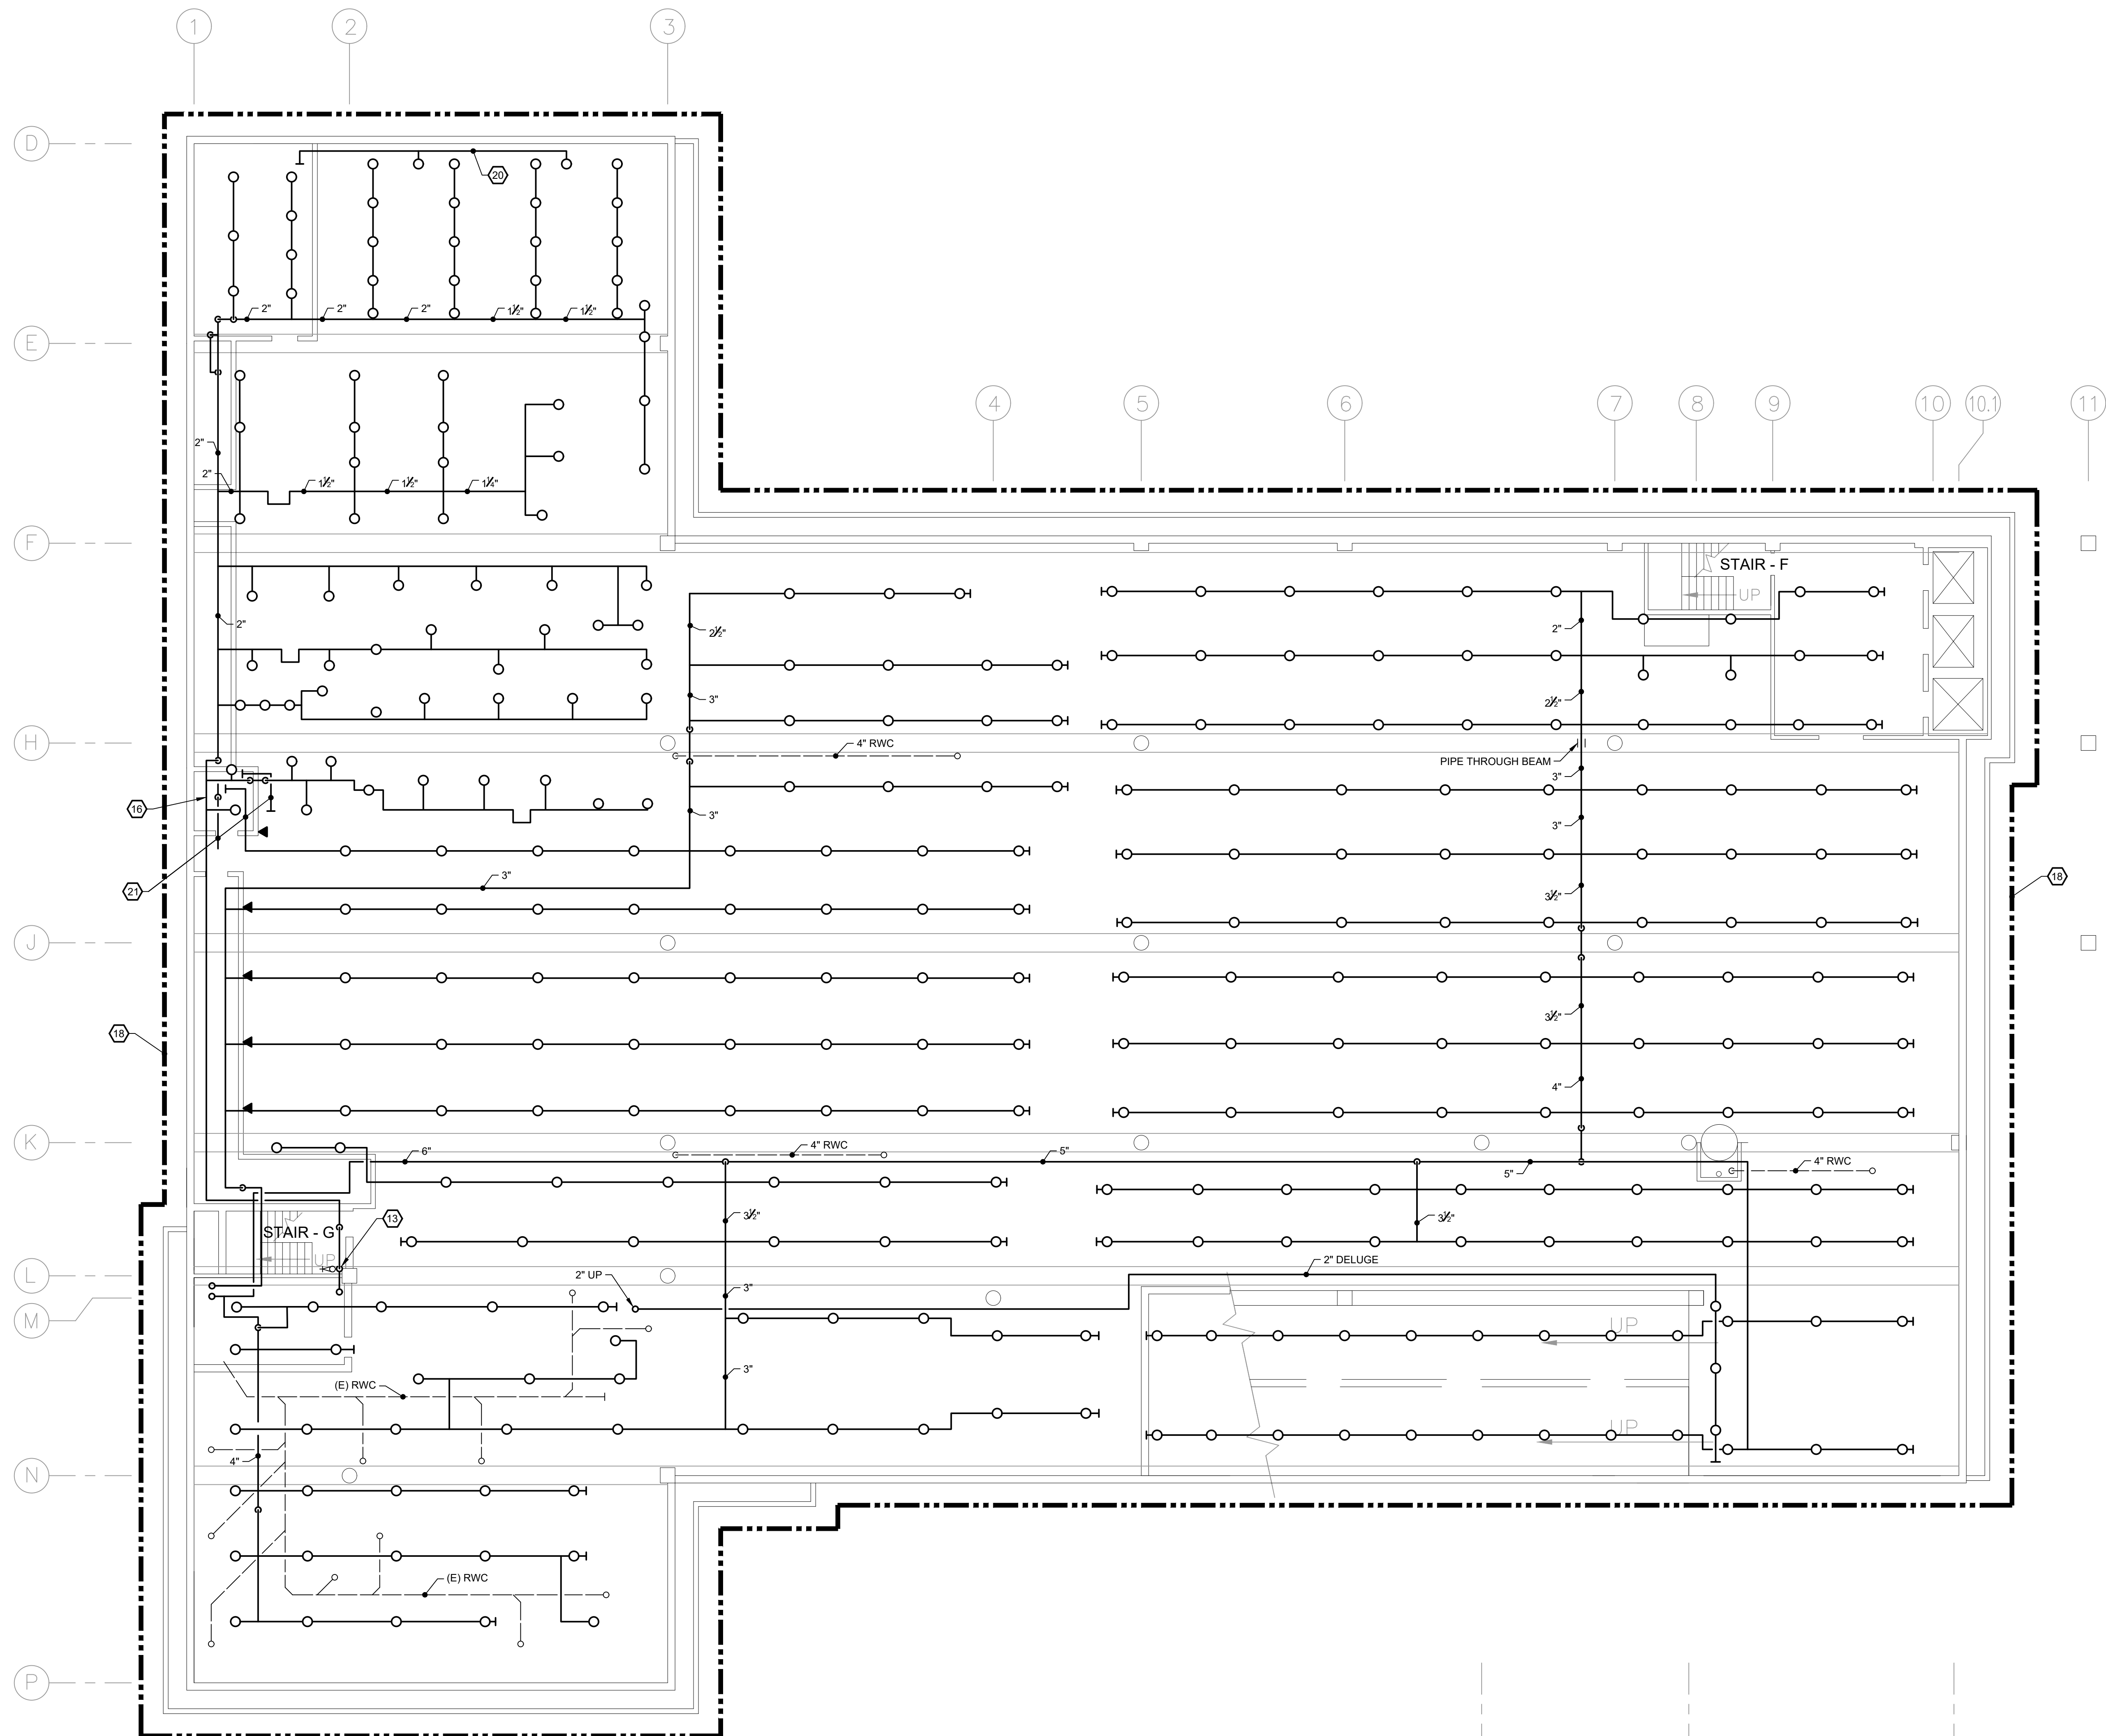 1 2 3
D
20
2" 2" 2" 1½" 1½"
E
4 5 6 7 8 9 10 10.1 11
2"
2" 1½" 1½" 1¼"
F
STAIR - F
UP
2"
2" 2½"
3" 2½"
H
4" RWC
PIPE THROUGH BEAM
3"
16
3" 3"
21
3"
18
3½"
J
3½"
18
4"
K
4" RWC
6" 5" 5" 4" RWC
13
3½" 3½"
STAIR - G
UP
2" DELUGE
L
2" UP
3"
M
UP
3"
(E) RWC
UP
4"
N
(E) RWC
P